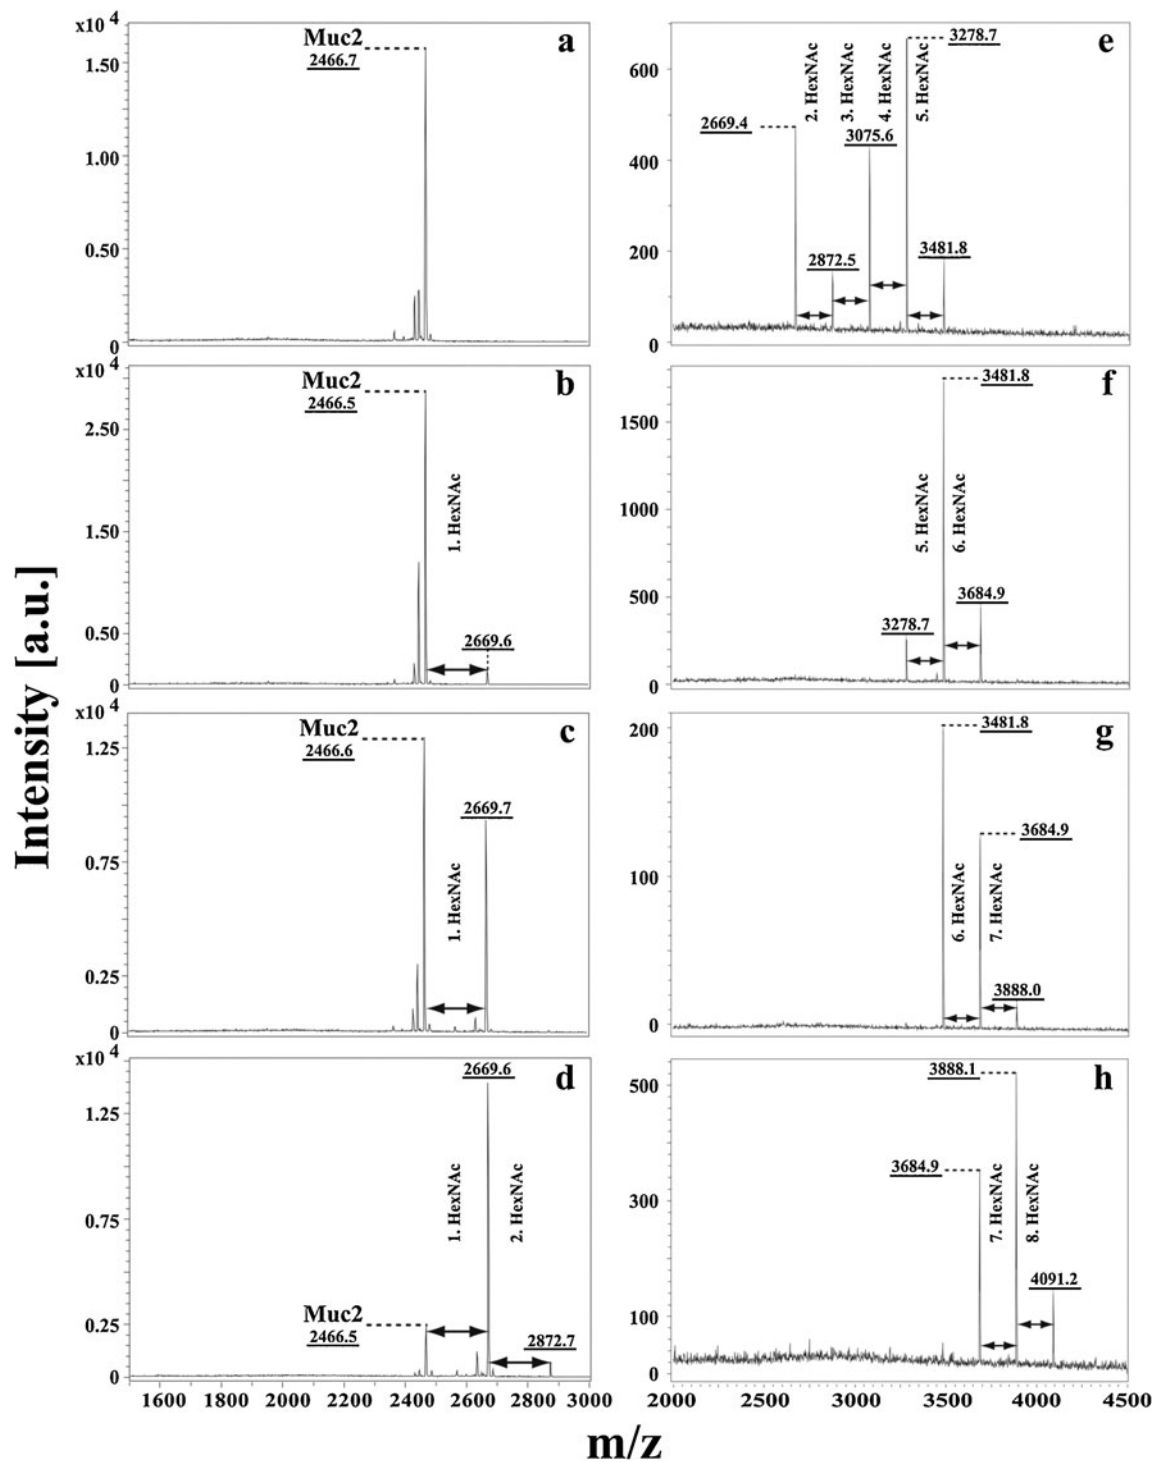 Intensity [a.u.]
x10 4
1.50
1.00
0.50
0
Muc2
2466.7
a
x10 4
2.50
1.50
0.50
0
Muc2
2466.5
1. HexNAc
2669.6
b
x10 4
1.25
0.75
0.25
0
Muc2
2466.6
1. HexNAc
2669.7
c
x10 4
1.25
0.75
0.25
0
Muc2
2466.5
1. HexNAc
2669.6
2. HexNAc
2872.7
d
1600 1800 2000 2200 2400 2600 2800 3000
600
400
200
0
2669.4
2. HexNAc
3. HexNAc
4. HexNAc
5. HexNAc
2872.5
3075.6
3278.7
3481.8
e
1500
1000
500
0
3278.7
5. HexNAc
6. HexNAc
3481.8
3684.9
f
200
100
0
3481.8
6. HexNAc
7. HexNAc
3684.9
3888.0
g
500
300
100
0
3888.1
3684.9
7. HexNAc
8. HexNAc
4091.2
h
2000 2500 3000 3500 4000 4500
m/z